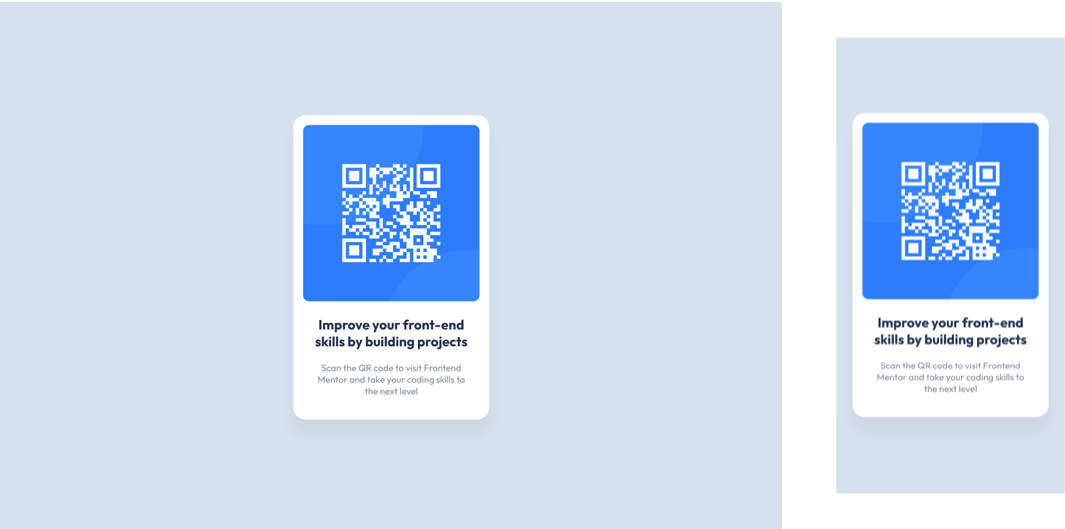 Improve your front-end
skills by building projects
Scan the QR code to visit Frontend
Mentor and take your coding skills to
the next level
Improve your front-end
skills by building projects
Scan the QR code to visit Frontend
Mentor and take your coding skills to
the next level